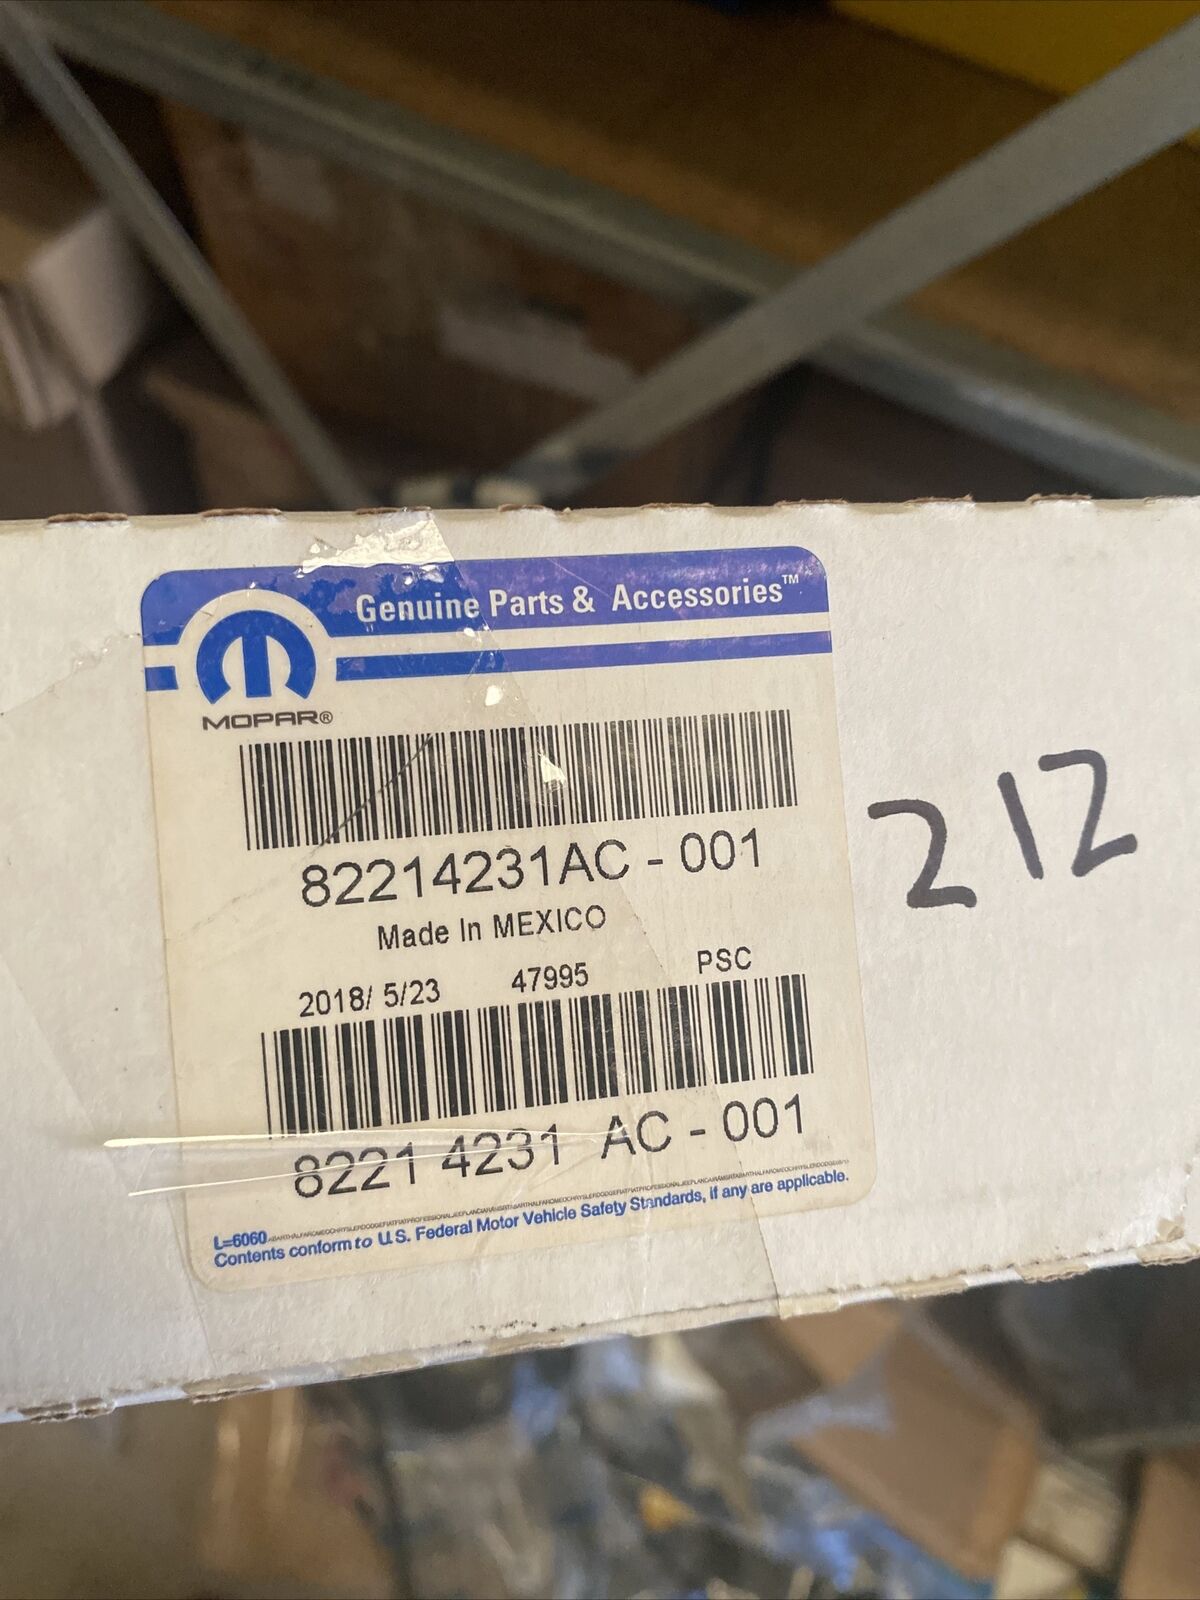 Genuine Parts & Accessories™
MOPAR®
82214231AC - 001
Made In MEXICO
2018/ 5/23 47995 PSC
8221 4231 AC - 001
L=6060
Contents conform to U.S. Federal Motor Vehicle Safety Standards, if any are applicable.
212